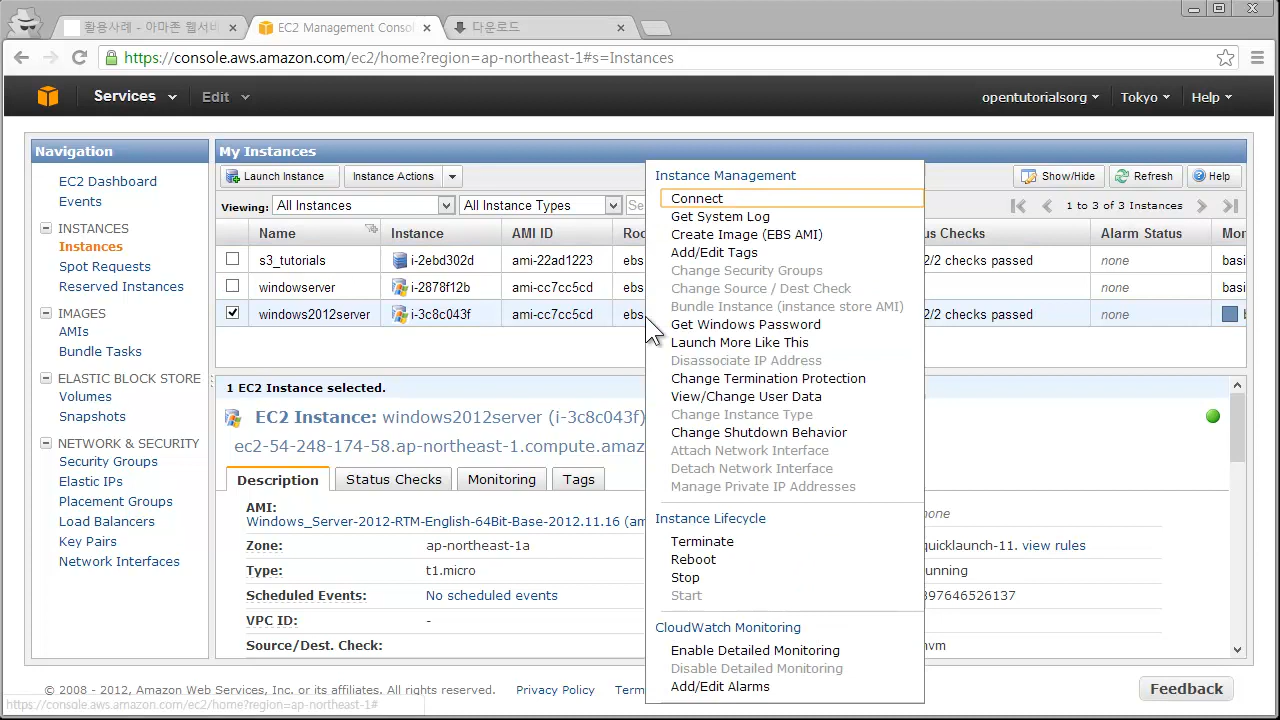 활용사례 - 아마존 웹서비
EC2 Management Conso
다운로드
https://console.aws.amazon.com/ec2/home?region=ap-northeast-1#s=Instances
Services
Edit
opentutorialsorg
Tokyo
Help
Navigation
EC2 Dashboard
Events
INSTANCES
Instances
Spot Requests
Reserved Instances
IMAGES
AMIs
Bundle Tasks
ELASTIC BLOCK STORE
Volumes
Snapshots
NETWORK & SECURITY
Security Groups
Elastic IPs
Placement Groups
Load Balancers
Key Pairs
Network Interfaces
My Instances
Launch Instance
Instance Actions
Show/Hide
Refresh
Help
Viewing: All Instances All Instance Types Se
1 to 3 of 3 Instances
Name Instance AMI ID Roo us Checks Alarm Status Mon
s3_tutorials i-2ebd302d ami-22ad1223 ebs 2/2 checks passed none basi
windowserver i-2878f12b ami-cc7cc5cd ebs 2/2 checks passed none basi
windows2012server i-3c8c043f ami-cc7cc5cd ebs 2/2 checks passed none b
1 EC2 Instance selected.
EC2 Instance: windows2012server (i-3c8c043f)
ec2-54-248-174-58.ap-northeast-1.compute.amaz
Description Status Checks Monitoring Tags
AMI:
Windows_Server-2012-RTM-English-64Bit-Base-2012.11.16 (am
none
Zone: ap-northeast-1a
quicklaunch-11. view rules
Type: t1.micro
unning
Scheduled Events: No scheduled events
397646526137
VPC ID: -
Source/Dest. Check:
hvm
Instance Management
Connect
Get System Log
Create Image (EBS AMI)
Add/Edit Tags
Change Security Groups
Change Source / Dest Check
Bundle Instance (instance store AMI)
Get Windows Password
Launch More Like This
Disassociate IP Address
Change Termination Protection
View/Change User Data
Change Instance Type
Change Shutdown Behavior
Attach Network Interface
Detach Network Interface
Manage Private IP Addresses
Instance Lifecycle
Terminate
Reboot
Stop
Start
CloudWatch Monitoring
Enable Detailed Monitoring
Disable Detailed Monitoring
Add/Edit Alarms
© 2008 - 2012, Amazon Web Services, Inc. or its affiliates. All rights reserved. Privacy Policy Term
Feedback
https://console.aws.amazon.com/ec2/home?region=ap-northeast-1#